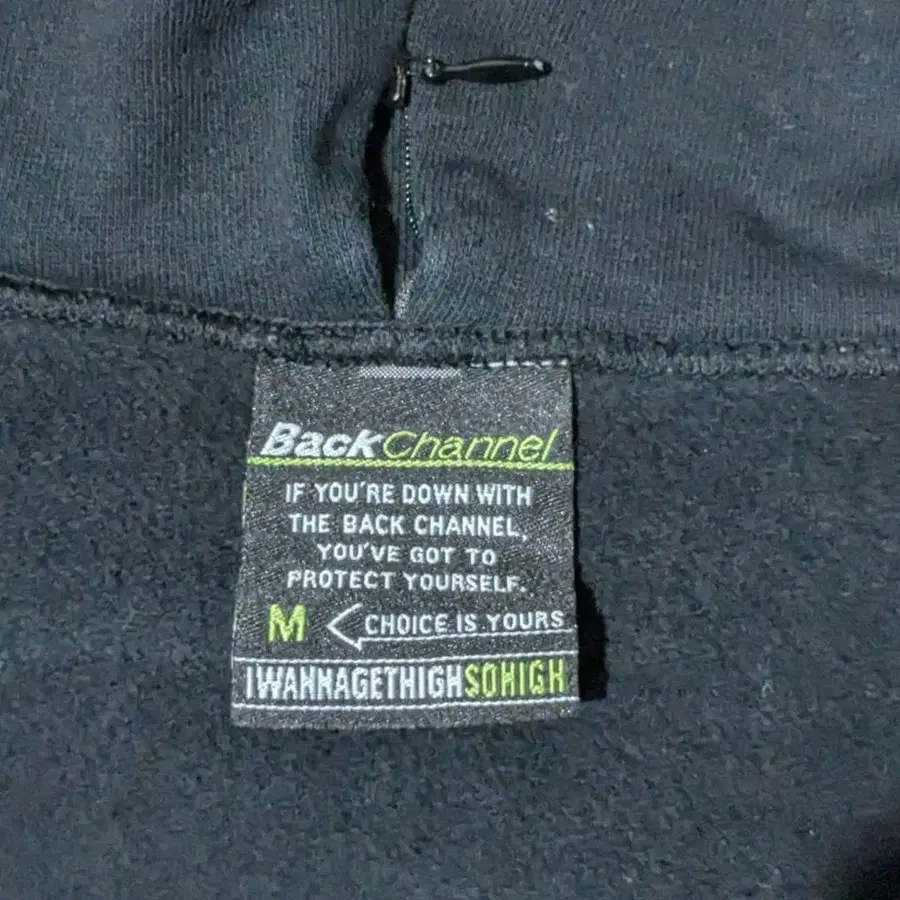 BackChannel
IF YOU'RE DOWN WITH
THE BACK CHANNEL,
YOU'VE GOT TO
PROTECT YOURSELF.
M CHOICE IS YOURS
IWANNAGETHIGHSOHIGH